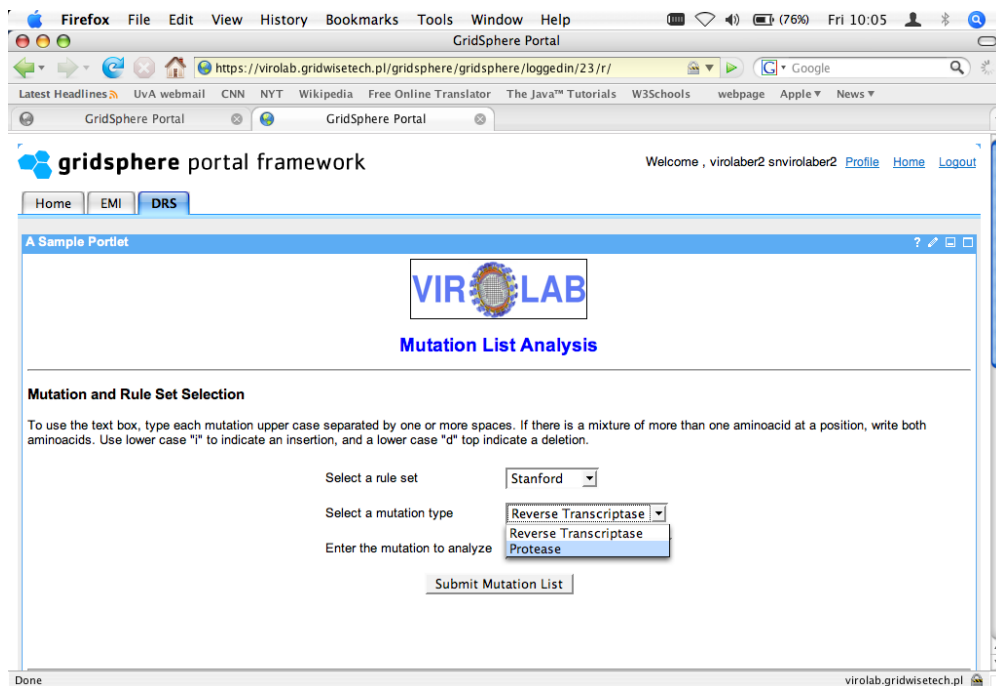 Firefox File Edit View History Bookmarks Tools Window Help (76%) Fri 10:05
GridSphere Portal
https://virolab.gridwisetech.pl/gridsphere/gridsphere/loggedin/23/r/ G Google
Latest Headlines UvA webmail CNN NYT Wikipedia Free Online Translator The Java™ Tutorials W3Schools webpage Apple News
GridSphere Portal GridSphere Portal
gridsphere portal framework Welcome , virolaber2 snvirolaber2 Profile Home Logout
Home EMI DRS
A Sample Portlet ?
VIROLAB
Mutation List Analysis
Mutation and Rule Set Selection
To use the text box, type each mutation upper case separated by one or more spaces. If there is a mixture of more than one aminoacid at a position, write both
aminoacids. Use lower case "i" to indicate an insertion, and a lower case "d" top indicate a deletion.
Select a rule set Stanford
Select a mutation type Reverse Transcriptase
Reverse Transcriptase
Enter the mutation to analyze Protease
Submit Mutation List
Done virolab.gridwisetech.pl